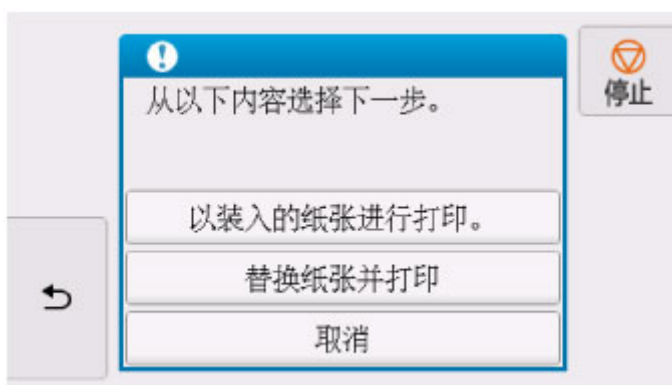 从以下内容选择下一步。
停止
以装入的纸张进行打印。
替换纸张并打印
取消